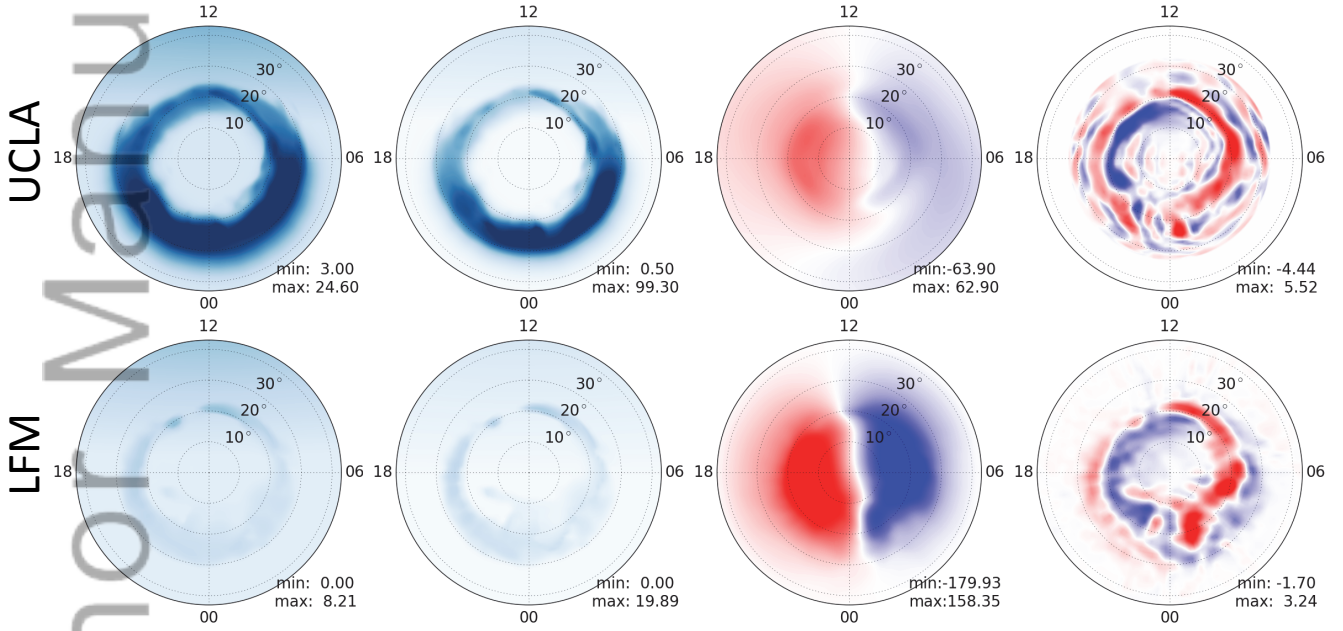 12 12 12 12
30° 30° 30° 30°
20° 20° 20° 20°
10° 10° 10° 10°
UCLA
18 06 18 06 18 06 18 06
min: 3.00 min: 0.50 min:-63.90 min: -4.44
max: 24.60 max: 99.30 max: 62.90 max: 5.52
00 00 00 00
12 12 12 12
30° 30° 30° 30°
20° 20° 20° 20°
10° 10° 10° 10°
LFM
18 06 18 06 18 06 18 06
min: 0.00 min: 0.00 min:-179.93 min: -1.70
max: 8.21 max: 19.89 max:158.35 max: 3.24
00 00 00 00
hor Manu